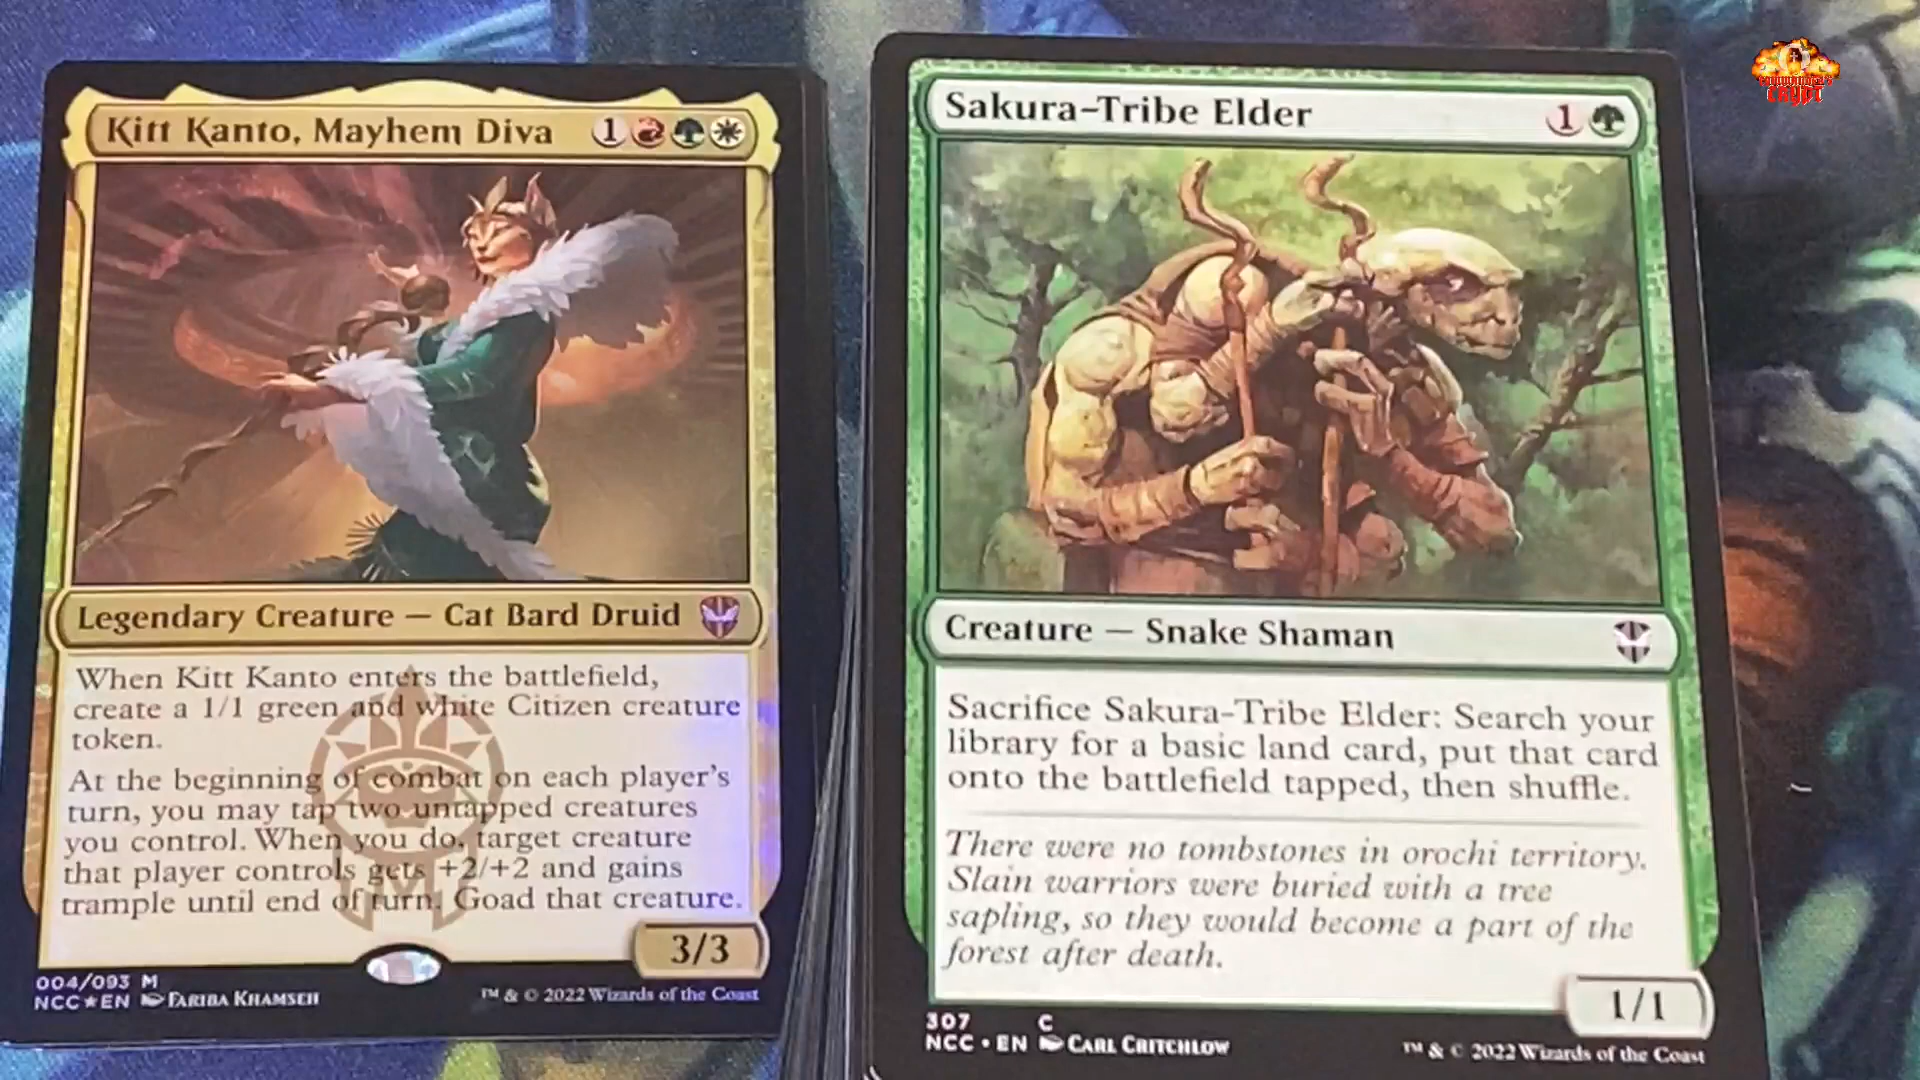 Kitt Kanto, Mayhem Diva 1
Legendary Creature — Cat Bard Druid
When Kitt Kanto enters the battlefield,
create a 1/1 green and white Citizen creature
token.
At the beginning of combat on each player's
turn, you may tap two untapped creatures
you control. When you do, target creature
that player controls gets +2/+2 and gains
trample until end of turn. Goad that creature.
3/3
004/093 M
NCC★EN Fariba Khamseh
™ & © 2022 Wizards of the Coast
Sakura-Tribe Elder 1
Creature — Snake Shaman
Sacrifice Sakura-Tribe Elder: Search your
library for a basic land card, put that card
onto the battlefield tapped, then shuffle.
There were no tombstones in orochi territory.
Slain warriors were buried with a tree
sapling, so they would become a part of the
forest after death.
1/1
307 C
NCC • EN Carl Critchlow
™ & © 2022 Wizards of the Coast
CRYPT